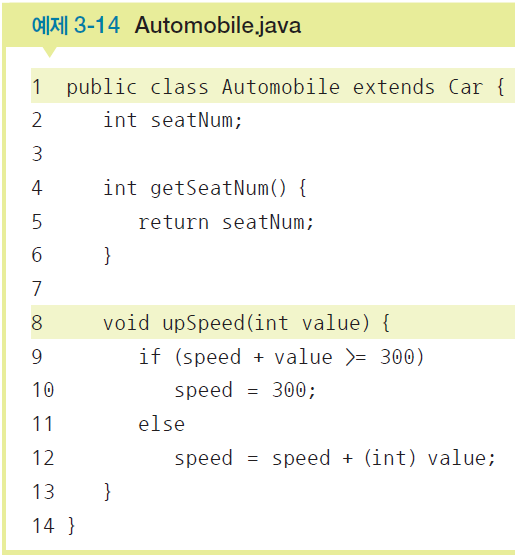 예제 3-14 Automobile.java
1 public class Automobile extends Car {
2 int seatNum;
3
4 int getSeatNum() {
5 return seatNum;
6 }
7
8 void upSpeed(int value) {
9 if (speed + value >= 300)
10 speed = 300;
11 else
12 speed = speed + (int) value;
13 }
14 }